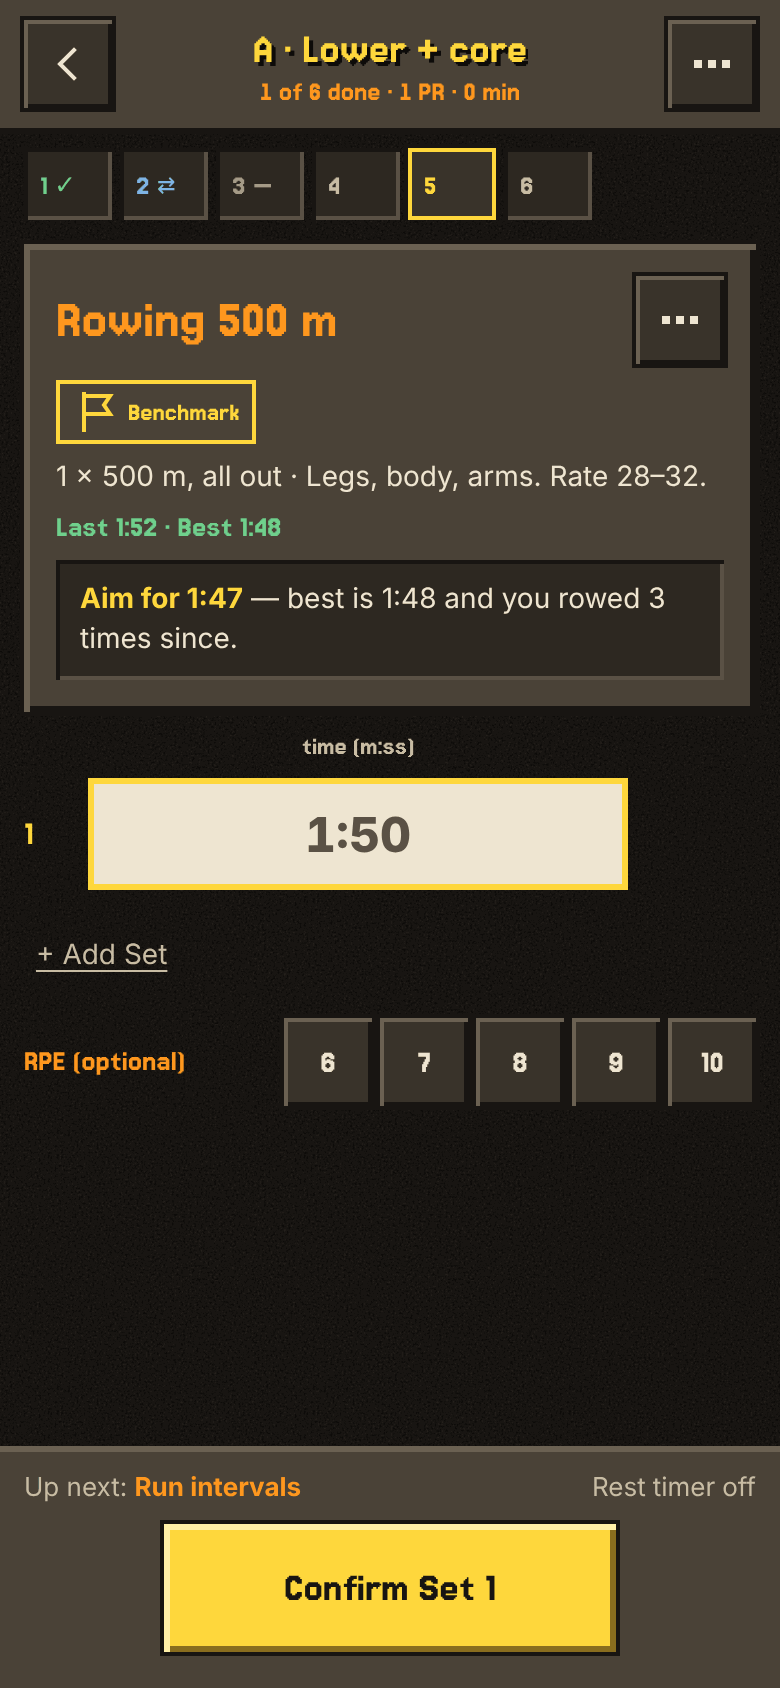 A · Lower + core
1 of 6 done · 1 PR · 0 min
1 ✓ 2 ⇄ 3 — 4 5 6
Rowing 500 m
Benchmark
1 × 500 m, all out · Legs, body, arms. Rate 28–32.
Last 1:52 · Best 1:48
Aim for 1:47 — best is 1:48 and you rowed 3
times since.
time (m:ss)
1 1:50
+ Add Set
RPE (optional) 6 7 8 9 10
Up next: Run intervals Rest timer off
Confirm Set 1